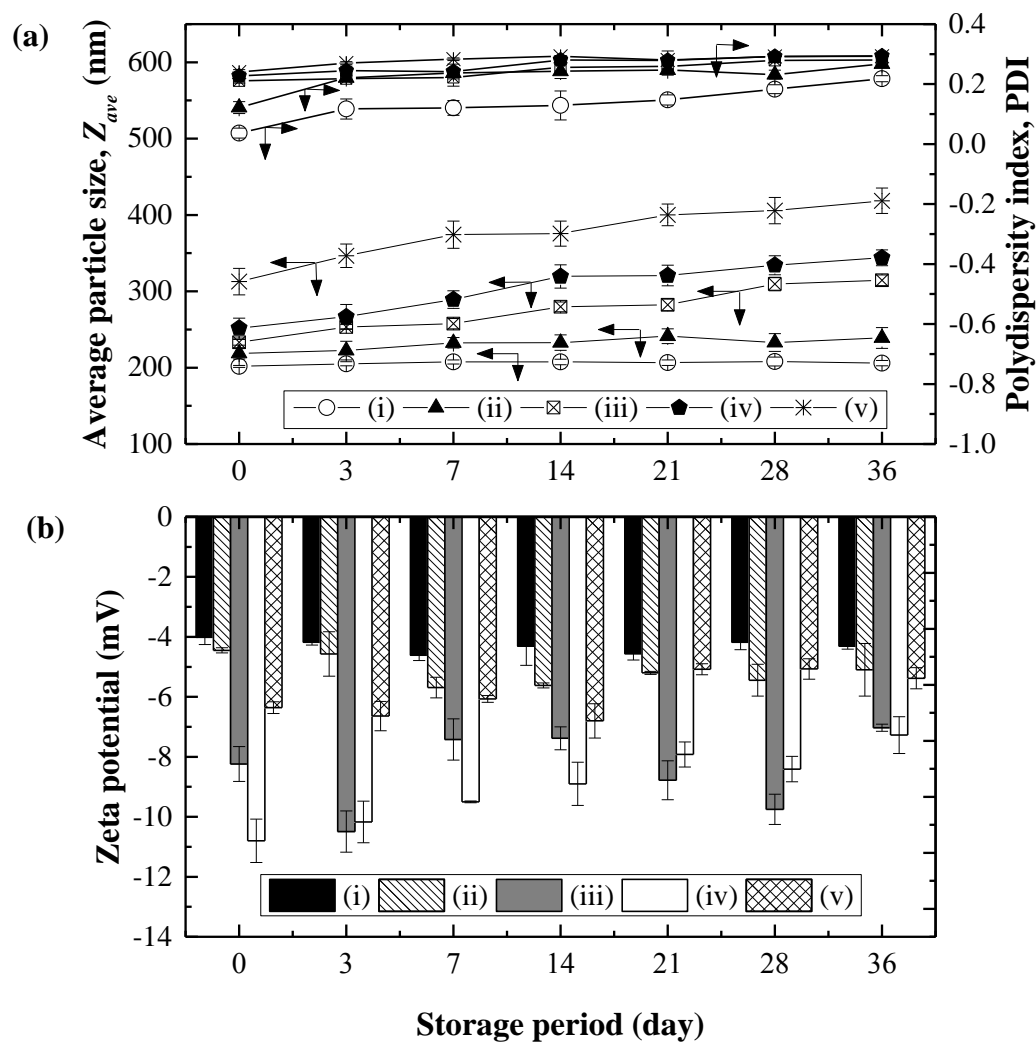 (a)
Average particle size, Zave (nm)
600
500
400
300
200
100
0.4
0.2
0.0
-0.2
-0.4
-0.6
-0.8
-1.0
Polydispersity index, PDI
(i) (ii) (iii) (iv) (v)
0 3 7 14 21 28 36
(b)
Zeta potential (mV)
0
-2
-4
-6
-8
-10
-12
-14
(i) (ii) (iii) (iv) (v)
0 3 7 14 21 28 36
Storage period (day)